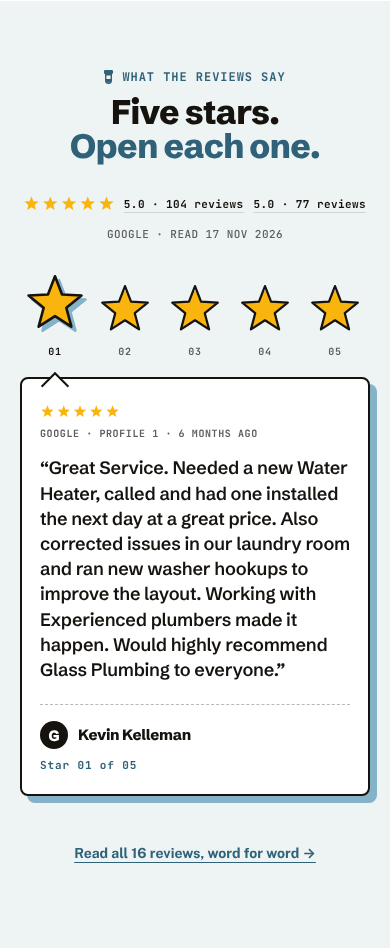 WHAT THE REVIEWS SAY
Five stars.
Open each one.
5.0 · 104 reviews 5.0 · 77 reviews
GOOGLE · READ 17 NOV 2026
01 02 03 04 05
GOOGLE · PROFILE 1 · 6 MONTHS AGO
“Great Service. Needed a new Water
Heater, called and had one installed
the next day at a great price. Also
corrected issues in our laundry room
and ran new washer hookups to
improve the layout. Working with
Experienced plumbers made it
happen. Would highly recommend
Glass Plumbing to everyone.”
G Kevin Kelleman
Star 01 of 05
Read all 16 reviews, word for word →